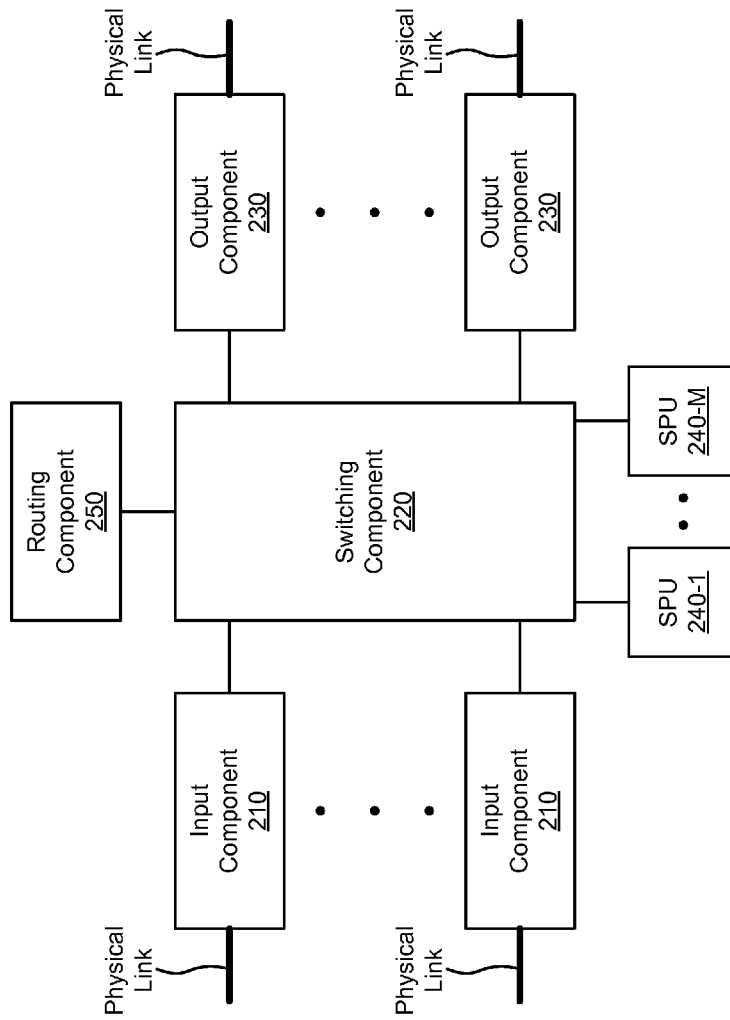 Routing
Component
250
Physical
Link
Physical
Link
Input
Component
210
Output
Component
230
Switching
Component
220
Physical
Link
Physical
Link
Input
Component
210
Output
Component
230
SPU
240-1
SPU
240-M